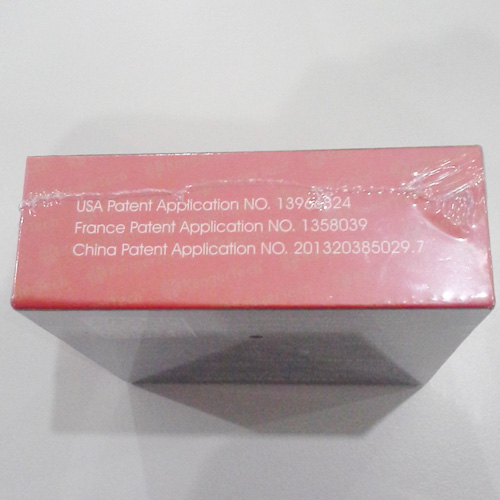 USA Patent Application NO.
France Patent Application NO. 1358039
China Patent Application NO. 201320385029.7